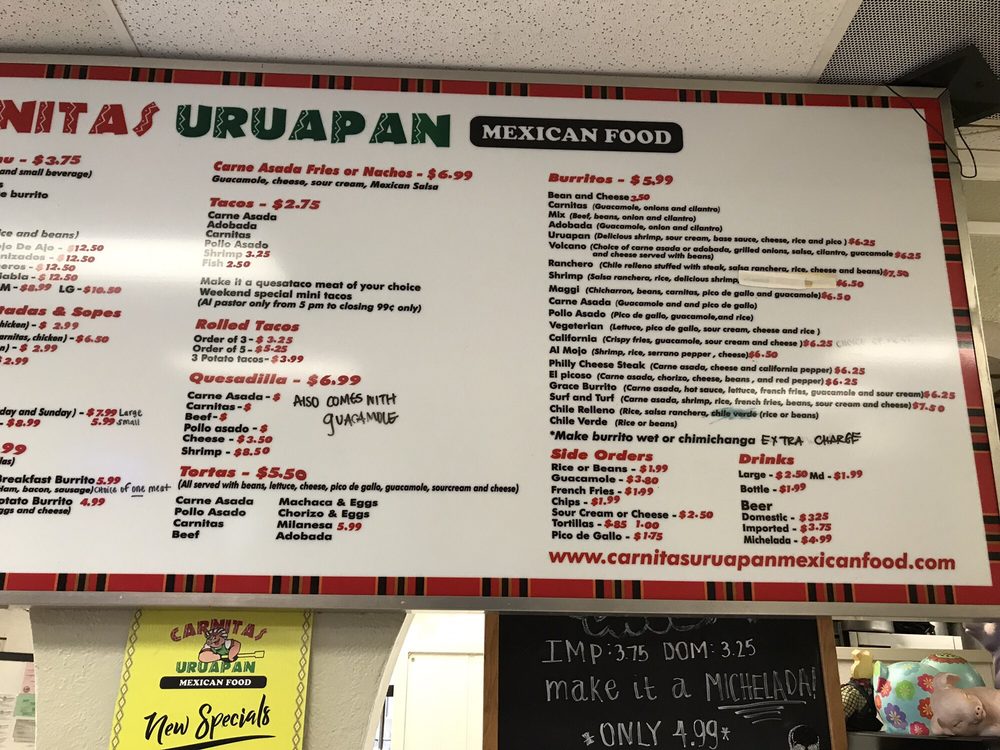 NITAS URUAPAN MEXICAN FOOD
u - $3.75
and small beverage)
e burrito
ice and beans)
ojo De Ajo - $12.50
nizados - $12.50
eros - $12.50
iabla - $12.50
M - $8.99 LG - $10.50
tadas & Sopes
hicken) - $ 2.99
arnitas, chicken) - $6.50
n) - $ 2.99
2.99
day and Sunday) - $7.99 Large
- $8.99 5.99 small
99
las)
Breakfast Burrito 5.99
Ham, bacon, sausage) choice of one meat
otato Burrito 4.99
ggs and cheese)
Carne Asada Fries or Nachos - $6.99
Guacamole, cheese, sour cream, Mexican Salsa
Tacos - $2.75
Carne Asada
Adobada
Carnitas
Pollo Asado
Shrimp 3.25
Fish 2.50
Make it a quesataco meat of your choice
Weekend special mini tacos
(Al pastor only from 5 pm to closing 99c only)
Rolled Tacos
Order of 3 - $ 3.25
Order of 5 - $5.25
3 Potato tacos - $3.99
Quesadilla - $6.99
Carne Asada - $
Carnitas - $
Beef - $
Pollo asado - $
Cheese - $3.50
Shrimp - $8.50
ALSO COMES WITH
GUACAMOLE
Tortas - $5.50
(All served with beans, lettuce, cheese, pico de gallo, guacamole, sourcream and cheese)
Carne Asada Machaca & Eggs
Pollo Asado Chorizo & Eggs
Carnitas Milanesa 5.99
Beef Adobada
Burritos - $5.99
Bean and Cheese 3.50
Carnitas (Guacamole, onions and cilantro)
Mix (Beef, beans, onion and cilantro)
Adobada (Guacamole, onion and cilantro)
Uruapan (Delicious shrimp, sour cream, base sauce, cheese, rice and pico) $6.25
Volcano (Choice of carne asada or adobada, grilled onions, salsa, cilantro, guacamole $6.25
and cheese served with beans)
Ranchero (Chile relleno stuffed with steak, salsa ranchera, rice, cheese and beans) $7.50
Shrimp (Salsa ranchera, rice, delicious shrimp, $6.50
Maggi (Chicharron, beans, carnitas, pico de gallo and guacamole) $6.50
Carne Asada (Guacamole and and pico de gallo)
Pollo Asado (Pico de gallo, guacamole,and rice)
Vegeterian (Lettuce, pico de gallo, sour cream, cheese and rice )
California (Crispy fries, guacamole, sour cream and cheese ) $6.25
Al Mojo (Shrimp, rice, serrano pepper , cheese) $6.50
Philly Cheese Steak (Carne asada, cheese and california pepper) $6.25
El picoso (Carne asada, chorizo, cheese, beans , and red pepper) $6.25
Grace Burrito (Carne asada, hot sauce, lettuce, french fries, guacamole and sour cream) $6.25
Surf and Turf (Carne asada, shrimp, rice, french fries, beans, sour cream and cheese) $7.50
Chile Relleno (Rice, salsa ranchera, chile verde (rice or beans)
Chile Verde (Rice or beans)
*Make burrito wet or chimichanga EXTRA CHARGE
Side Orders
Rice or Beans - $1.99
Guacamole - $3.80
French Fries - $1.99
Chips - $1.99
Sour Cream or Cheese - $2.50
Tortillas - $.85 1.00
Pico de Gallo - $1.75
Drinks
Large - $2.50 Md - $1.99
Bottle - $1.99
Beer
Domestic - $3.25
Imported - $3.75
Michelada - $4.99
www.carnitasuruapanmexicanfood.com
CARNITAS
URUAPAN
MEXICAN FOOD
New Specials
IMP: 3.75 DOM: 3.25
make it a MICHELADA!
*ONLY 4.99*